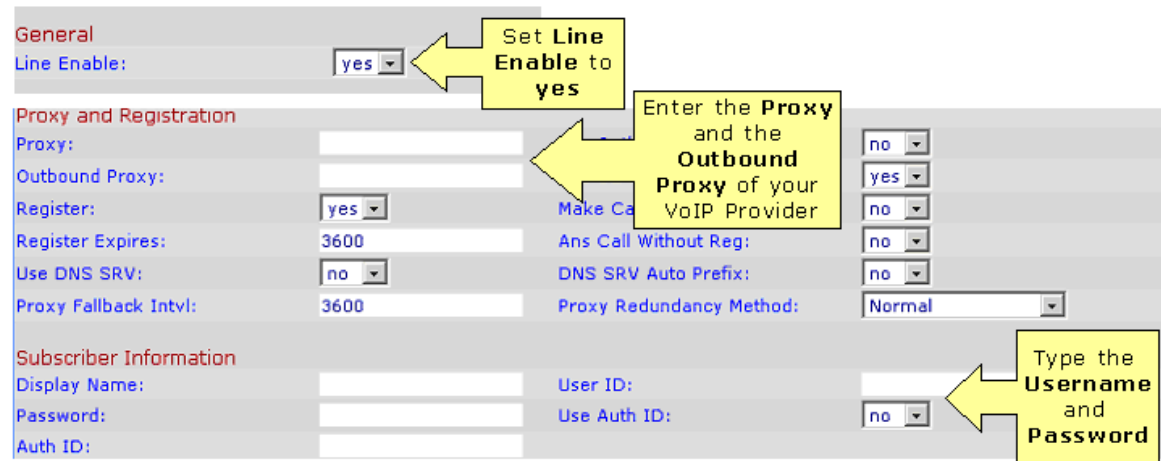 General
Line Enable: yes
Set Line
Enable to
yes
Proxy and Registration
Enter the Proxy
and the
Outbound
Proxy of your
VoIP Provider
Proxy: no
Outbound Proxy: yes
Register: yes Make Ca no
Register Expires: 3600 Ans Call Without Reg: no
Use DNS SRV: no DNS SRV Auto Prefix: no
Proxy Fallback Intvl: 3600 Proxy Redundancy Method: Normal
Subscriber Information
Display Name: User ID:
Password: Use Auth ID: no
Auth ID:
Type the
Username
and
Password